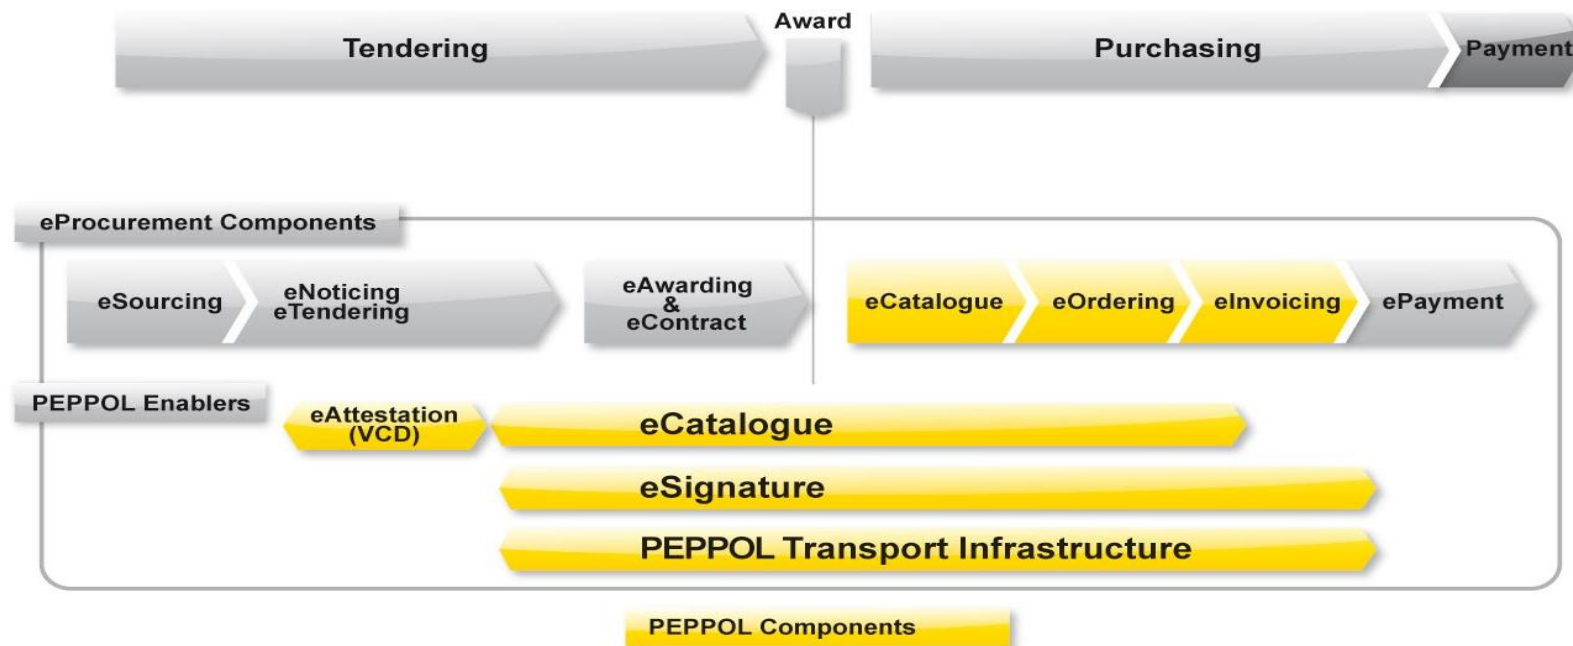 Award
Tendering
Purchasing
Payment
eProcurement Components
eSourcing
eNoticing
eTendering
eAwarding
&
eContract
eCatalogue
eOrdering
eInvoicing
ePayment
PEPPOL Enablers
eAttestation
(VCD)
eCatalogue
eSignature
PEPPOL Transport Infrastructure
PEPPOL Components